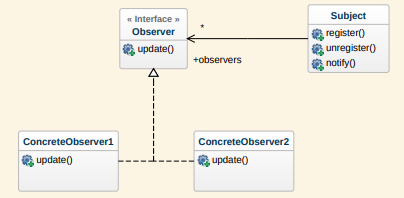 « Interface »
Observer
update()
*
+observers
Subject
register()
unregister()
notify()
ConcreteObserver1
update()
ConcreteObserver2
update()